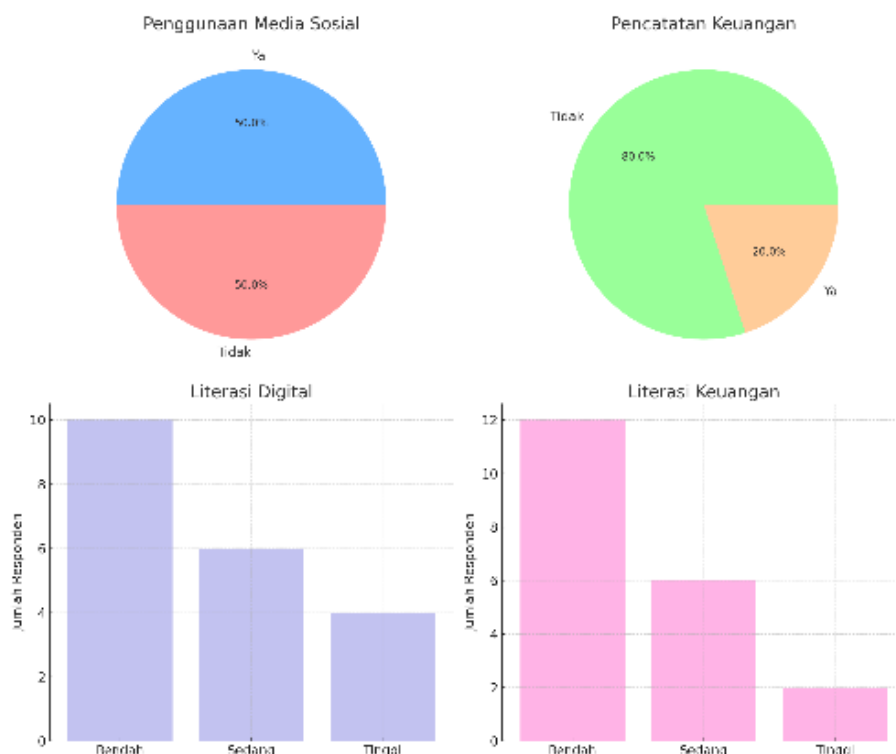 Penggunaan Media Sosial
Ya
50.0%
50.0%
Tidak
Pencatatan Keuangan
Tidak
80.0%
20.0%
Ya
Literasi Digital
Jumlah Responden
10
8
6
4
2
0
Rendah
Sedang
Tinggi
Literasi Keuangan
Jumlah Responden
12
10
8
6
4
2
0
Rendah
Sedang
Tinggi